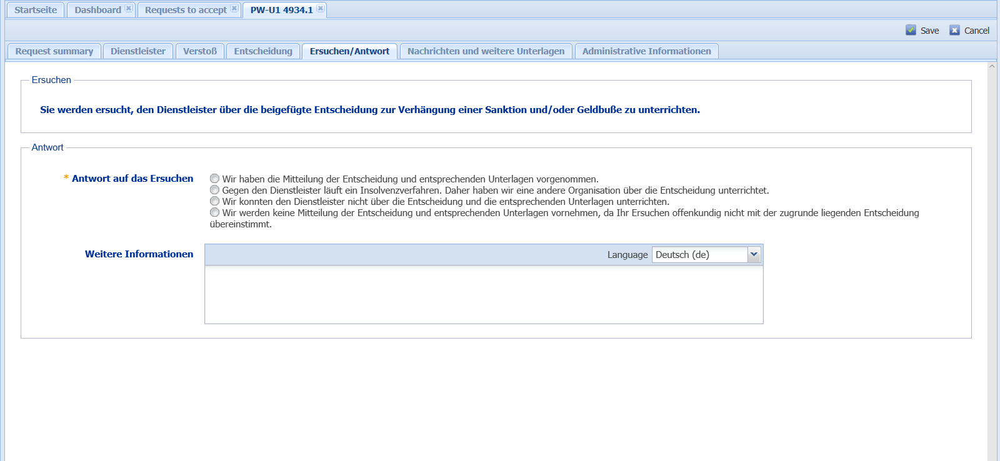 Startseite Dashboard Requests to accept PW-U1 4934.1
Save Cancel
Request summary Dienstleister Verstoß Entscheidung Ersuchen/Antwort Nachrichten und weitere Unterlagen Administrative Informationen
Ersuchen
Sie werden ersucht, den Dienstleister über die beigefügte Entscheidung zur Verhängung einer Sanktion und/oder Geldbuße zu unterrichten.
Antwort
* Antwort auf das Ersuchen
Wir haben die Mitteilung der Entscheidung und entsprechenden Unterlagen vorgenommen.
Gegen den Dienstleister läuft ein Insolvenzverfahren. Daher haben wir eine andere Organisation über die Entscheidung unterrichtet.
Wir konnten den Dienstleister nicht über die Entscheidung und die entsprechenden Unterlagen unterrichten.
Wir werden keine Mitteilung der Entscheidung und entsprechenden Unterlagen vornehmen, da Ihr Ersuchen offenkundig nicht mit der zugrunde liegenden Entscheidung
übereinstimmt.
Weitere Informationen
Language Deutsch (de)